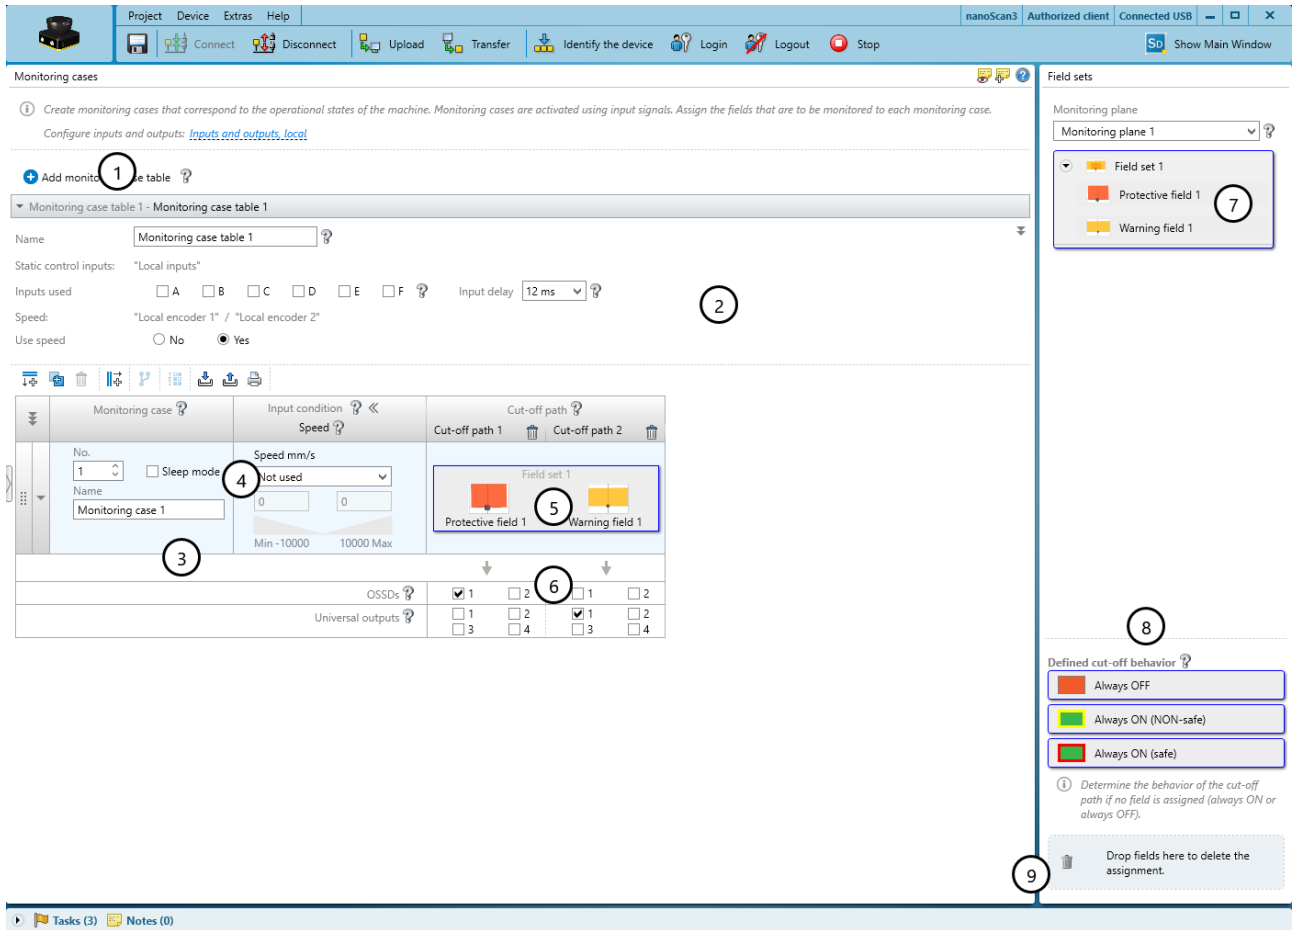 Project Device Extras Help nanoScan3 Authorized client Connected USB
Connect Disconnect Upload Transfer Identify the device Login Logout Stop SD Show Main Window
Monitoring cases
Create monitoring cases that correspond to the operational states of the machine. Monitoring cases are activated using input signals. Assign the fields that are to be monitored to each monitoring case.
Configure inputs and outputs: Inputs and outputs, local
1
Add monito se table
Monitoring case table 1 - Monitoring case table 1
Name Monitoring case table 1
Static control inputs: "Local inputs"
Inputs used A B C D E F Input delay 12 ms
2
Speed: "Local encoder 1" / "Local encoder 2"
Use speed No Yes
Monitoring case Input condition Cut-off path
Speed Cut-off path 1 Cut-off path 2
No. Speed mm/s
1 Sleep mode 4 Not used Field set 1
Name 0 0 5
Monitoring case 1 Protective field 1 Warning field 1
Min -10000 10000 Max
3
6
OSSDs 1 2 1 2
Universal outputs 1 2 1 2
3 4 3 4
Field sets
Monitoring plane
Monitoring plane 1
Field set 1
Protective field 1
7
Warning field 1
8
Defined cut-off behavior
Always OFF
Always ON (NON-safe)
Always ON (safe)
Determine the behavior of the cut-off
path if no field is assigned (always ON or
always OFF).
Drop fields here to delete the
assignment.
9
Tasks (3) Notes (0)